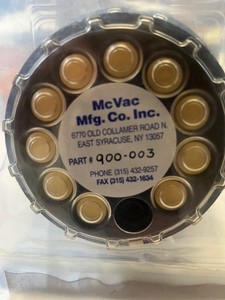 McVac
Mfg. Co. Inc.
6770 OLD COLLAMER ROAD N.
EAST SYRACUSE, NY 13057
PART # 900-003
PHONE (315) 432-9257
FAX (315) 432-1634